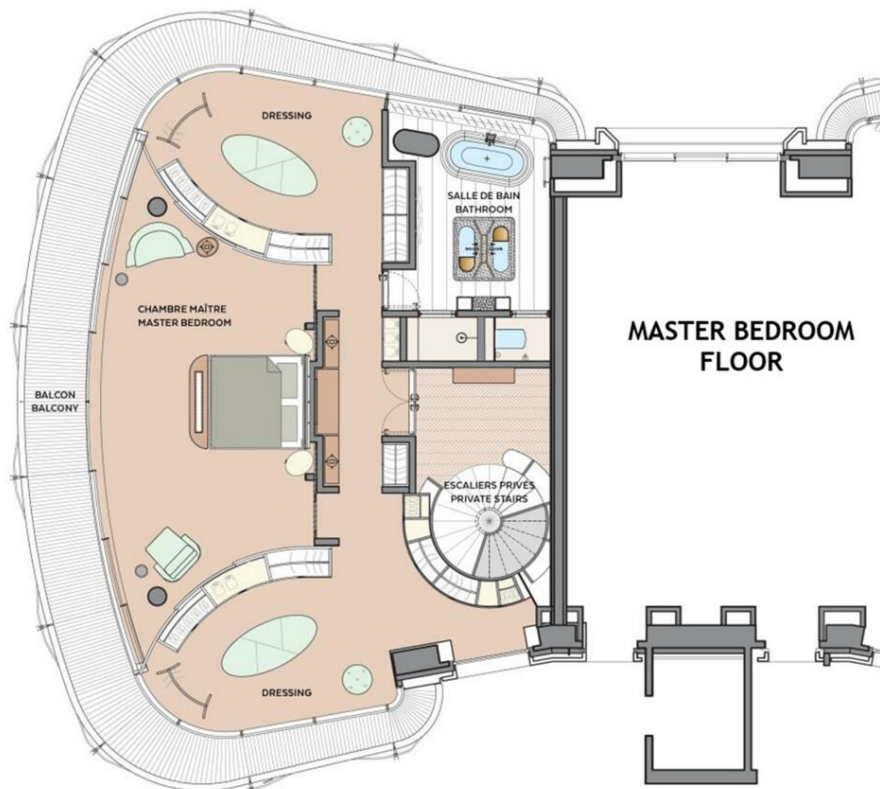 DRESSING
SALLE DE BAIN
BATHROOM
CHAMBRE MAÎTRE
MASTER BEDROOM
MASTER BEDROOM
FLOOR
BALCON
BALCONY
ESCALIERS PRIVÉS
PRIVATE STAIRS
DRESSING